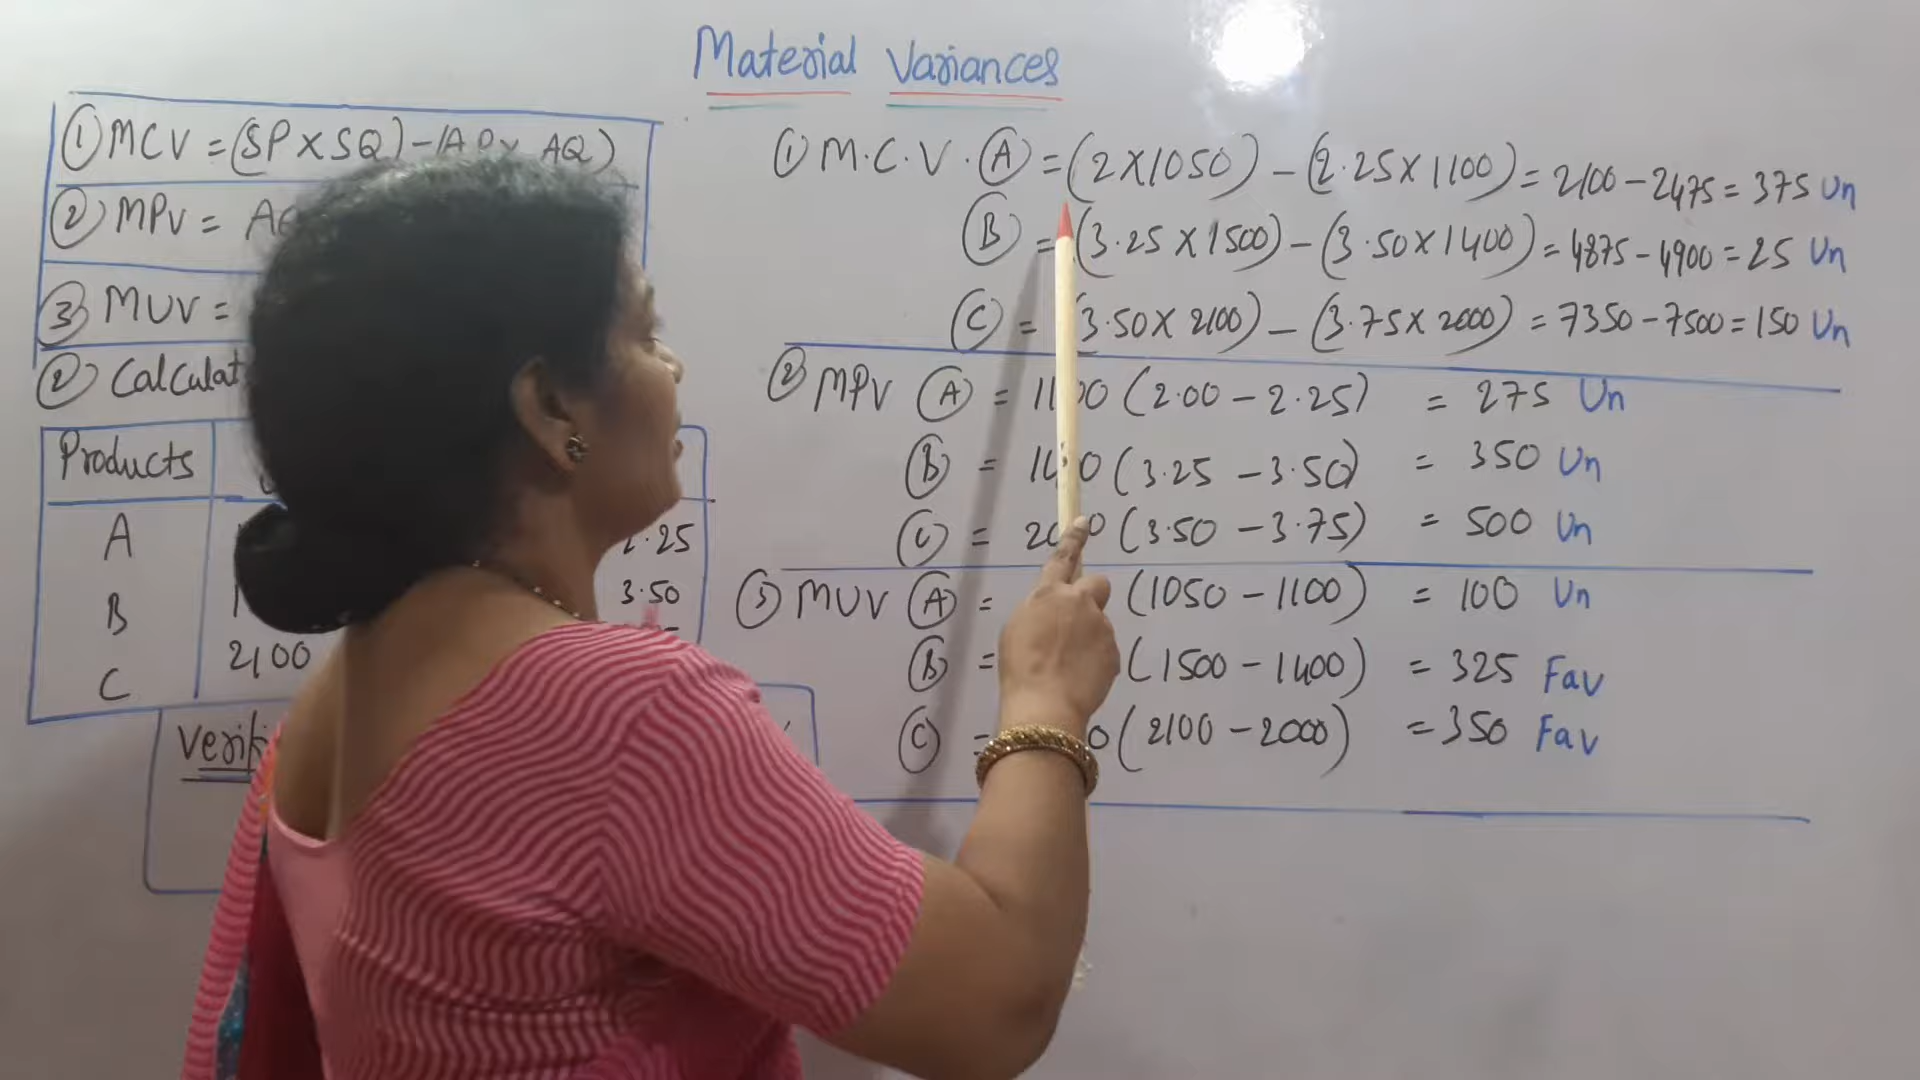 Material Variances
① MCV = (SP X SQ) - (AP X AQ)
② MPV =
③ MUV =
② Calculat
Products
A 2.25
B 3.50
C 2100
Verifi
① M.C.V. Ⓐ = (2 X 1050) - (2.25 X 1100) = 2100 - 2475 = 375 Un
Ⓑ = (3.25 X 1500) - (3.50 X 1400) = 4875 - 4900 = 25 Un
Ⓒ = (3.50 X 2100) - (3.75 X 2000) = 7350 - 7500 = 150 Un
② MPV Ⓐ = 1100 (2.00 - 2.25) = 275 Un
Ⓑ = 1400 (3.25 - 3.50) = 350 Un
Ⓒ = 2000 (3.50 - 3.75) = 500 Un
③ MUV Ⓐ = (1050 - 1100) = 100 Un
Ⓑ = (1500 - 1400) = 325 Fav
Ⓒ = (2100 - 2000) = 350 Fav